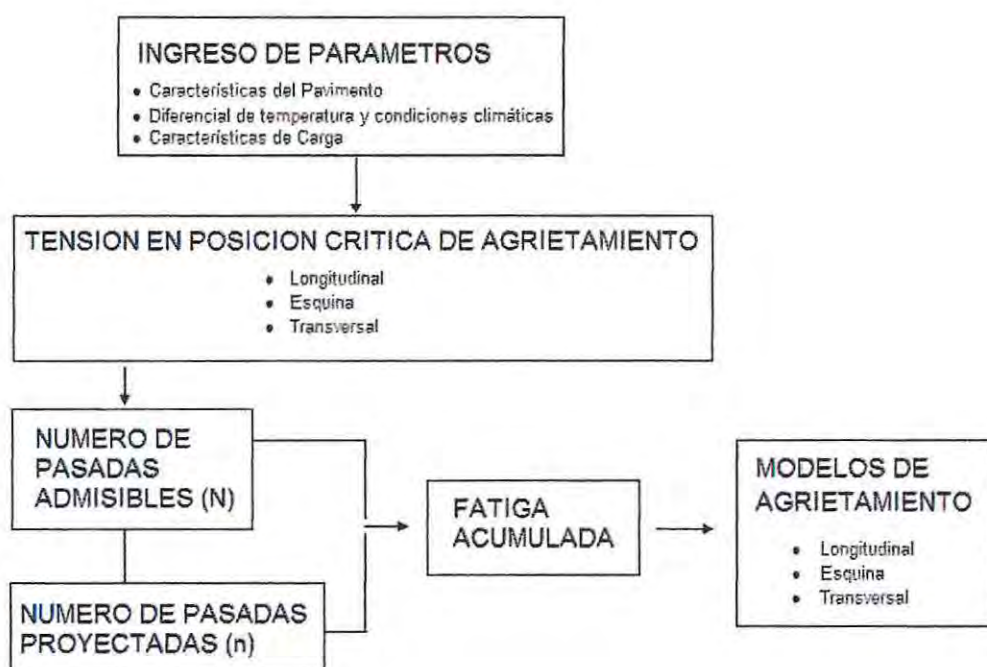 INGRESO DE PARAMETROS
• Características del Pavimento
• Diferencial de temperatura y condiciones climáticas
• Características de Carga
TENSION EN POSICION CRITICA DE AGRIETAMIENTO
• Longitudinal
• Esquina
• Transversal
NUMERO DE
PASADAS
ADMISIBLES (N)
NUMERO DE PASADAS
PROYECTADAS (n)
FATIGA
ACUMULADA
MODELOS DE
AGRIETAMIENTO
• Longitudinal
• Esquina
• Transversal